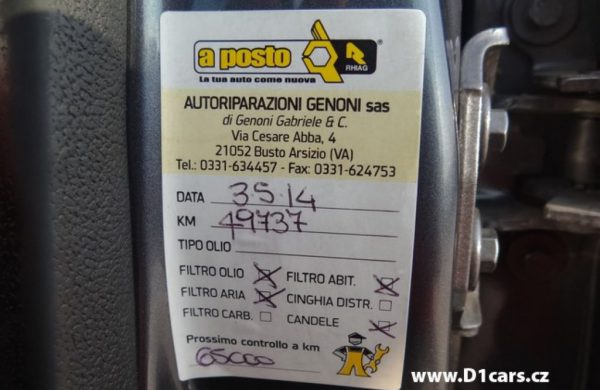 a posto ® RHIAG
La tua auto come nuova
AUTORIPARAZIONI GENONI sas
di Genoni Gabriele & C.
Via Cesare Abba, 4
21052 Busto Arsizio (VA)
Tel.: 0331-634457 - Fax: 0331-624753
DATA 3.5.14
KM 49737
TIPO OLIO
FILTRO OLIO FILTRO ABIT.
FILTRO ARIA CINGHIA DISTR.
FILTRO CARB. CANDELE
Prossimo controllo a km
65000
www.D1cars.cz